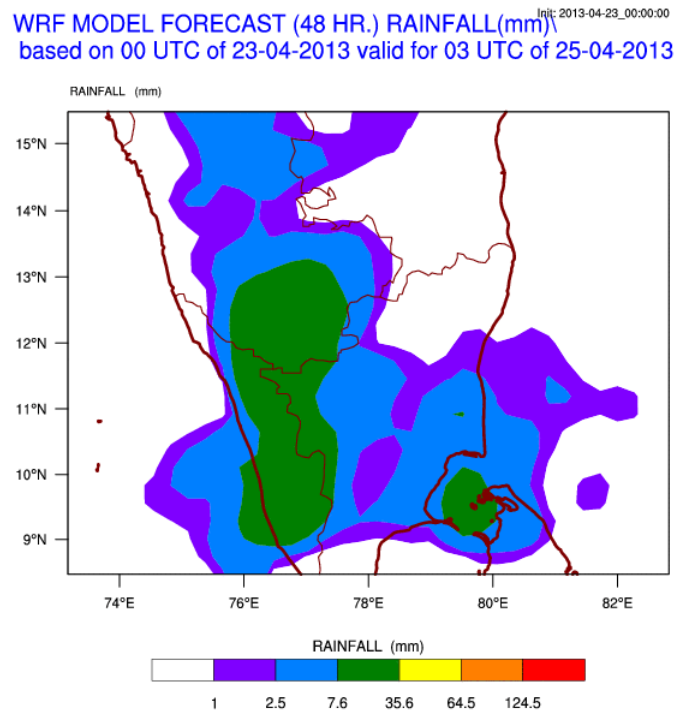 Init: 2013-04-23_00:00:00
WRF MODEL FORECAST (48 HR.) RAINFALL(mm)\
based on 00 UTC of 23-04-2013 valid for 03 UTC of 25-04-2013
RAINFALL (mm)
15°N
14°N
13°N
12°N
11°N
10°N
9°N
74°E 76°E 78°E 80°E 82°E
RAINFALL (mm)
1 2.5 7.6 35.6 64.5 124.5